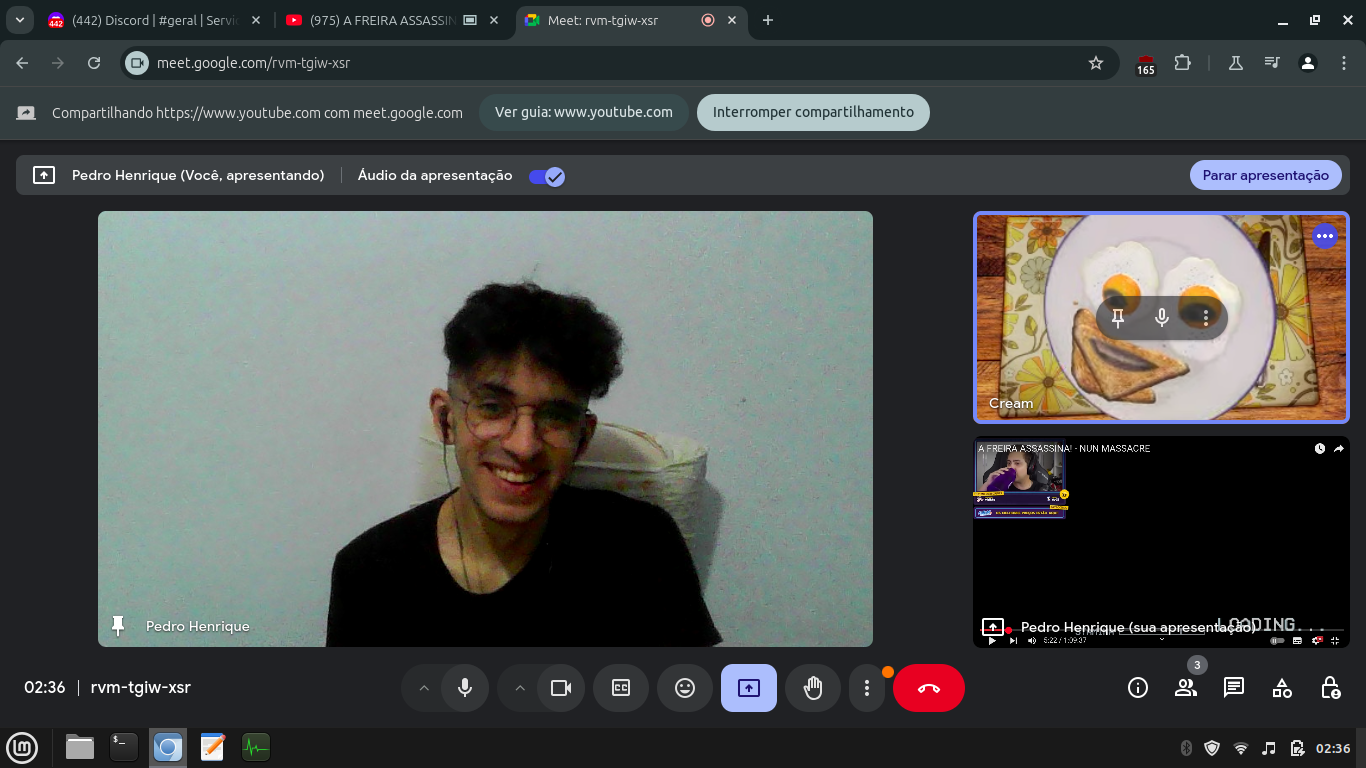 (442) Discord | #geral | Servic
(975) A FREIRA ASSASSIN
Meet: rvm-tgiw-xsr
442
meet.google.com/rvm-tgiw-xsr
165
Compartilhando https://www.youtube.com com meet.google.com
Ver guia: www.youtube.com
Interromper compartilhamento
Pedro Henrique (Você, apresentando)
Áudio da apresentação
Parar apresentação
Cream
A FREIRA ASSASSINA! - NUN MASSACRE
Pedro Henrique
LOADING...
Pedro Henrique (sua apresentação)
5:22 / 1:09:37
02:36
rvm-tgiw-xsr
3
02:36